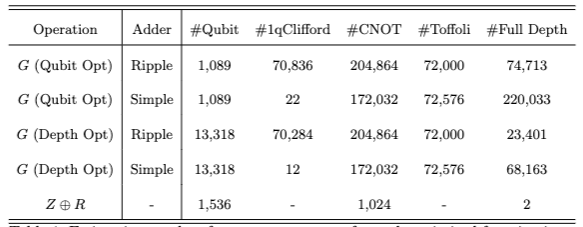 Operation Adder #Qubit #1qClifford #CNOT #Toffoli #Full Depth
G (Qubit Opt) Ripple 1,089 70,836 204,864 72,000 74,713
G (Qubit Opt) Simple 1,089 22 172,032 72,576 220,033
G (Depth Opt) Ripple 13,318 70,284 204,864 72,000 23,401
G (Depth Opt) Simple 13,318 12 172,032 72,576 68,163
Z ⊕ R - 1,536 - 1,024 - 2